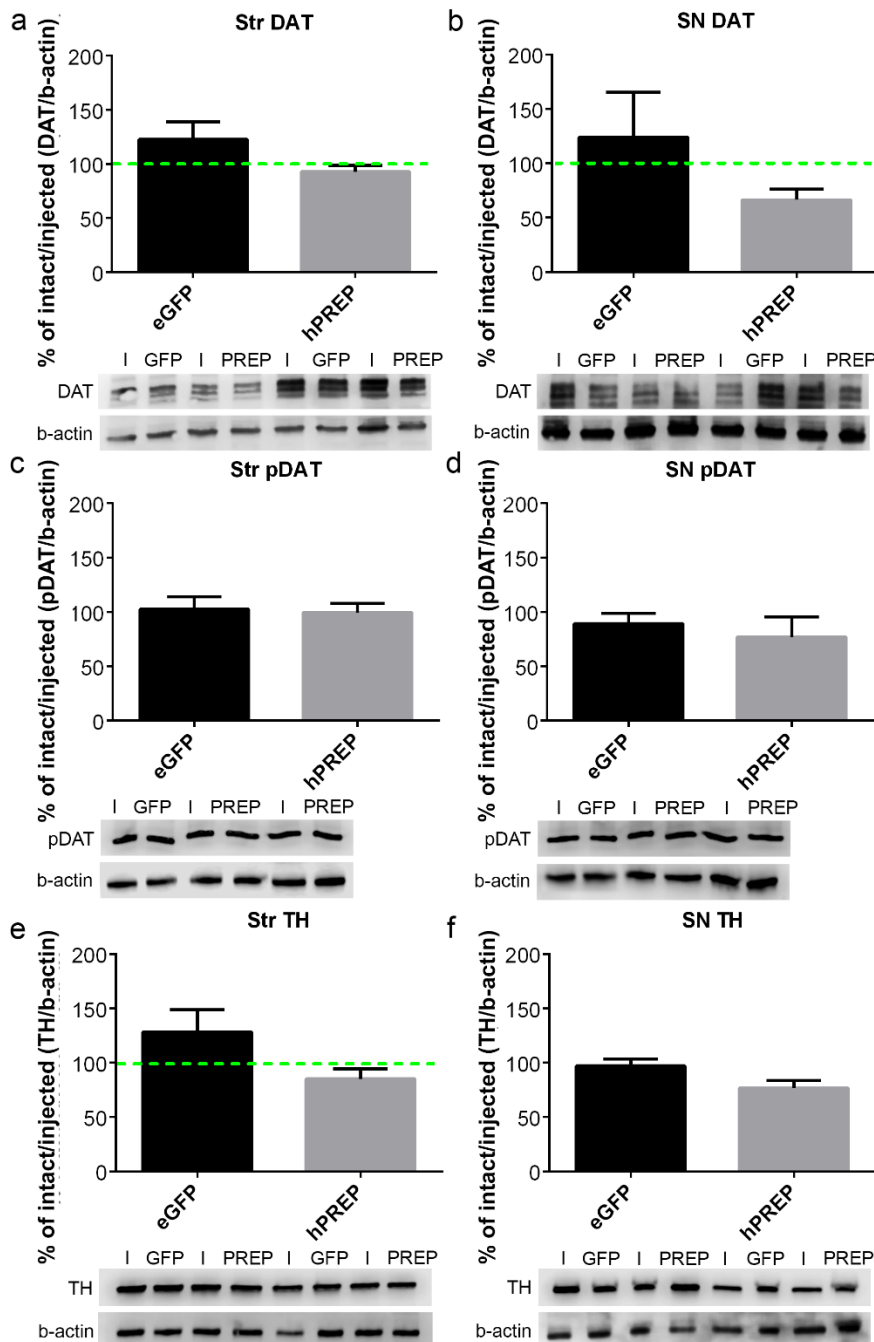 a
Str DAT
% of intact/injected (DAT/b-actin)
200
150
100
50
0
eGFP
hPREP
I GFP I PREP I GFP I PREP
DAT
b-actin
b
SN DAT
% of intact/injected (DAT/b-actin)
200
150
100
50
0
eGFP
hPREP
I GFP I PREP I GFP I PREP
DAT
b-actin
c
Str pDAT
% of intact/injected (pDAT/b-actin)
200
150
100
50
0
eGFP
hPREP
I GFP I PREP I PREP
pDAT
b-actin
d
SN pDAT
% of intact/injected (pDAT/b-actin)
200
150
100
50
0
eGFP
hPREP
I GFP I PREP I PREP
pDAT
b-actin
e
Str TH
% of intact/injected (TH/b-actin)
200
150
100
50
0
eGFP
hPREP
I GFP I PREP I GFP I PREP
TH
b-actin
f
SN TH
% of intact/injected (TH/b-actin)
200
150
100
50
0
eGFP
hPREP
I GFP I PREP I GFP I PREP
TH
b-actin